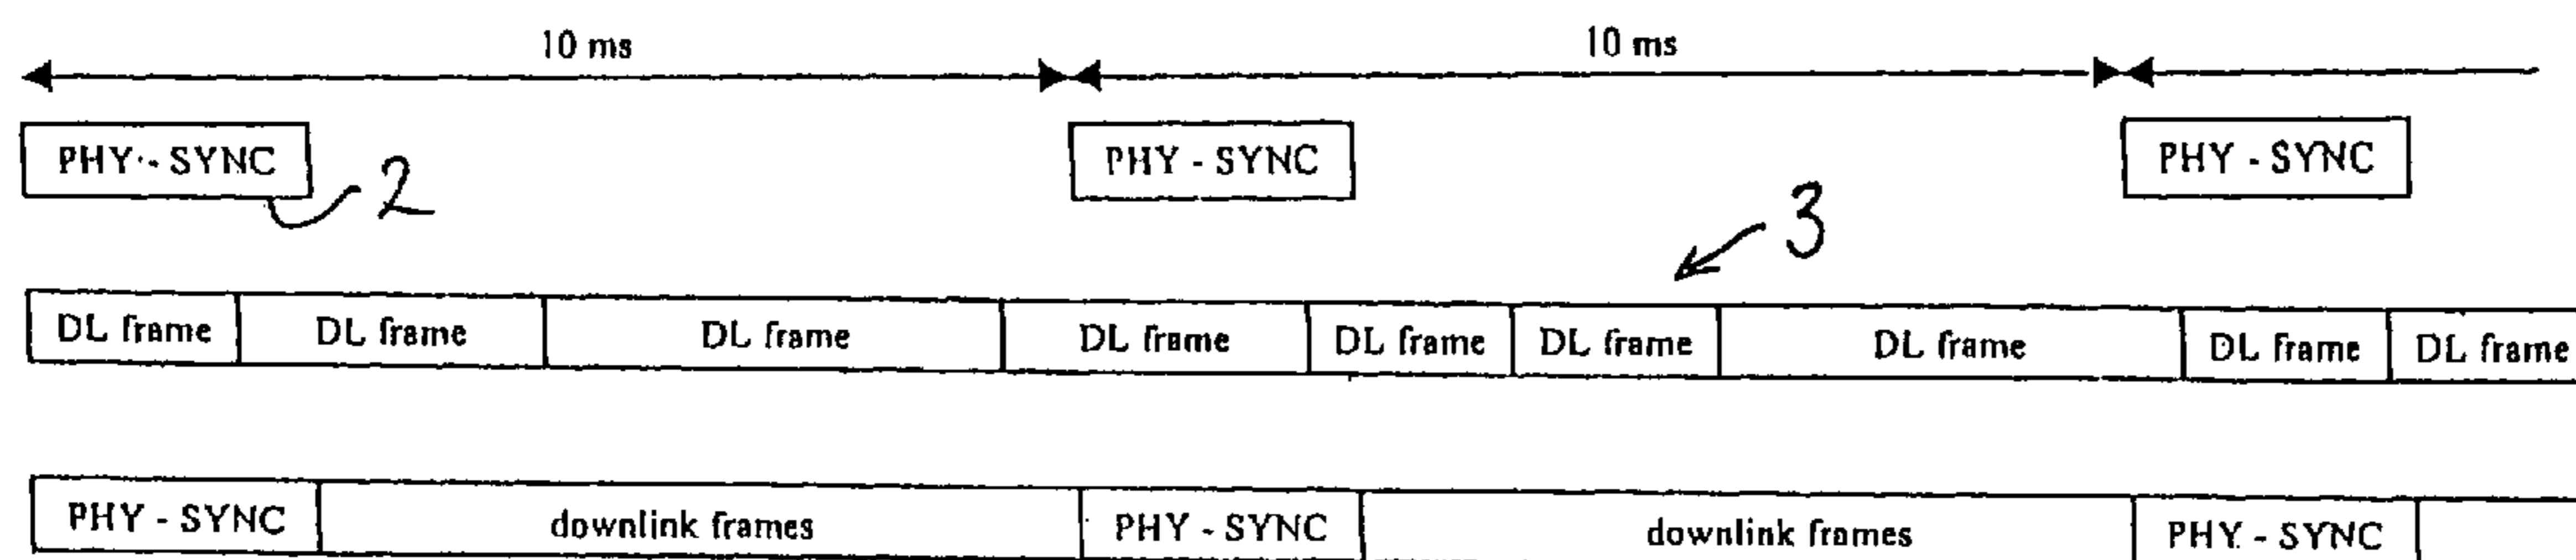 10 ms 10 ms
PHY - SYNC PHY - SYNC PHY - SYNC
2
3
DL frame DL frame DL frame DL frame DL frame DL frame DL frame DL frame DL frame
PHY - SYNC downlink frames PHY - SYNC downlink frames PHY - SYNC